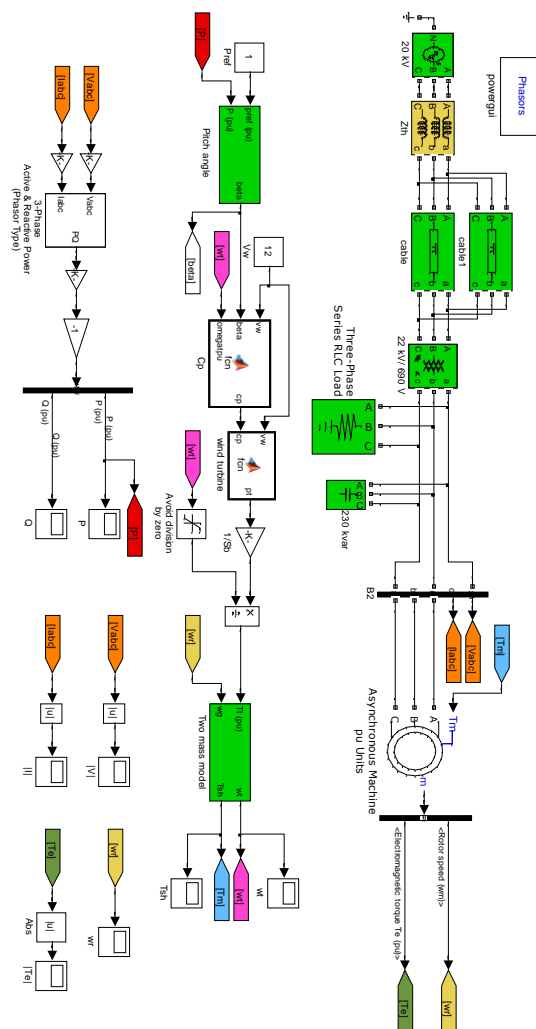 Phasors
powergui
N
A
B
C
20 kV
A
B
C
a
b
c
Zth
A
B
C
a
b
c
cable1
A
B
C
a
b
c
cable
A
B
C
a
b
c
22 kV/ 690 V
A
B
C
Three-Phase
Series RLC Load
A
B
C
230 kvar
B2
a
b
c
[Iabc]
[Vabc]
[Tm]
Tm
A
B
C
m
Asynchronous Machine
pu Units
<Rotor speed (wm)>
<Electromagnetic torque Te (pu)>
[wr]
[Te]
1
Pref
[P]
pref (pu)
P (pu)
beta
Pitch angle
12
Vw
[beta]
[wt]
vw
beta
omegatpu
fcn
cp
Cp
vw
cp
fcn
pt
wind turbine
[wt]
Avoid division
by zero
-K-
1/Sb
×
÷
[wr]
Tt (pu)
wg
wt
Tsh
Two mass model
wt
[wt]
[Tm]
Tsh
[Vabc]
[Iabc]
-K-
-K-
Vabc
Iabc
PQ
3-Phase
Active & Reactive Power
(Phasor Type)
-K-
-1
P (pu)
Q (pu)
P (pu)
Q (pu)
[P]
P
Q
[Vabc]
|u|
|V|
[Iabc]
|u|
|I|
[wr]
wr
[Te]
|u|
Abs
|Te|